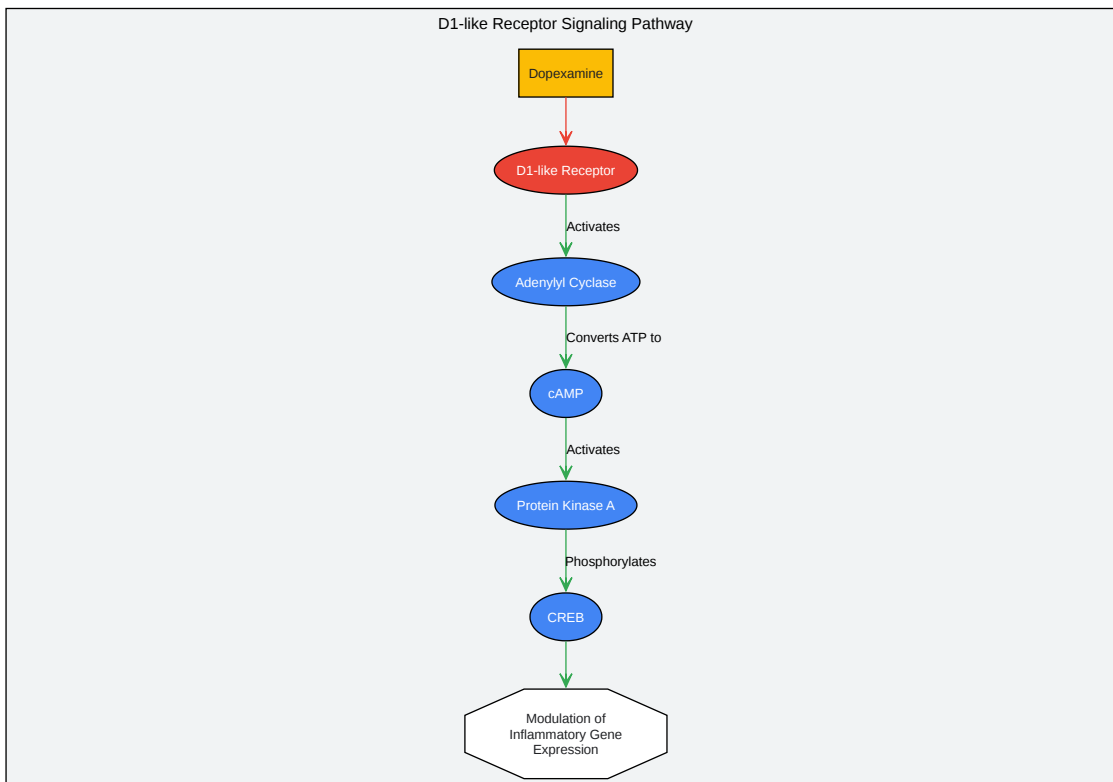 D1-like Receptor Signaling Pathway
Dopexamine
D1-like Receptor
Activates
Adenylyl Cyclase
Converts ATP to
cAMP
Activates
Protein Kinase A
Phosphorylates
CREB
Modulation of
Inflammatory Gene
Expression